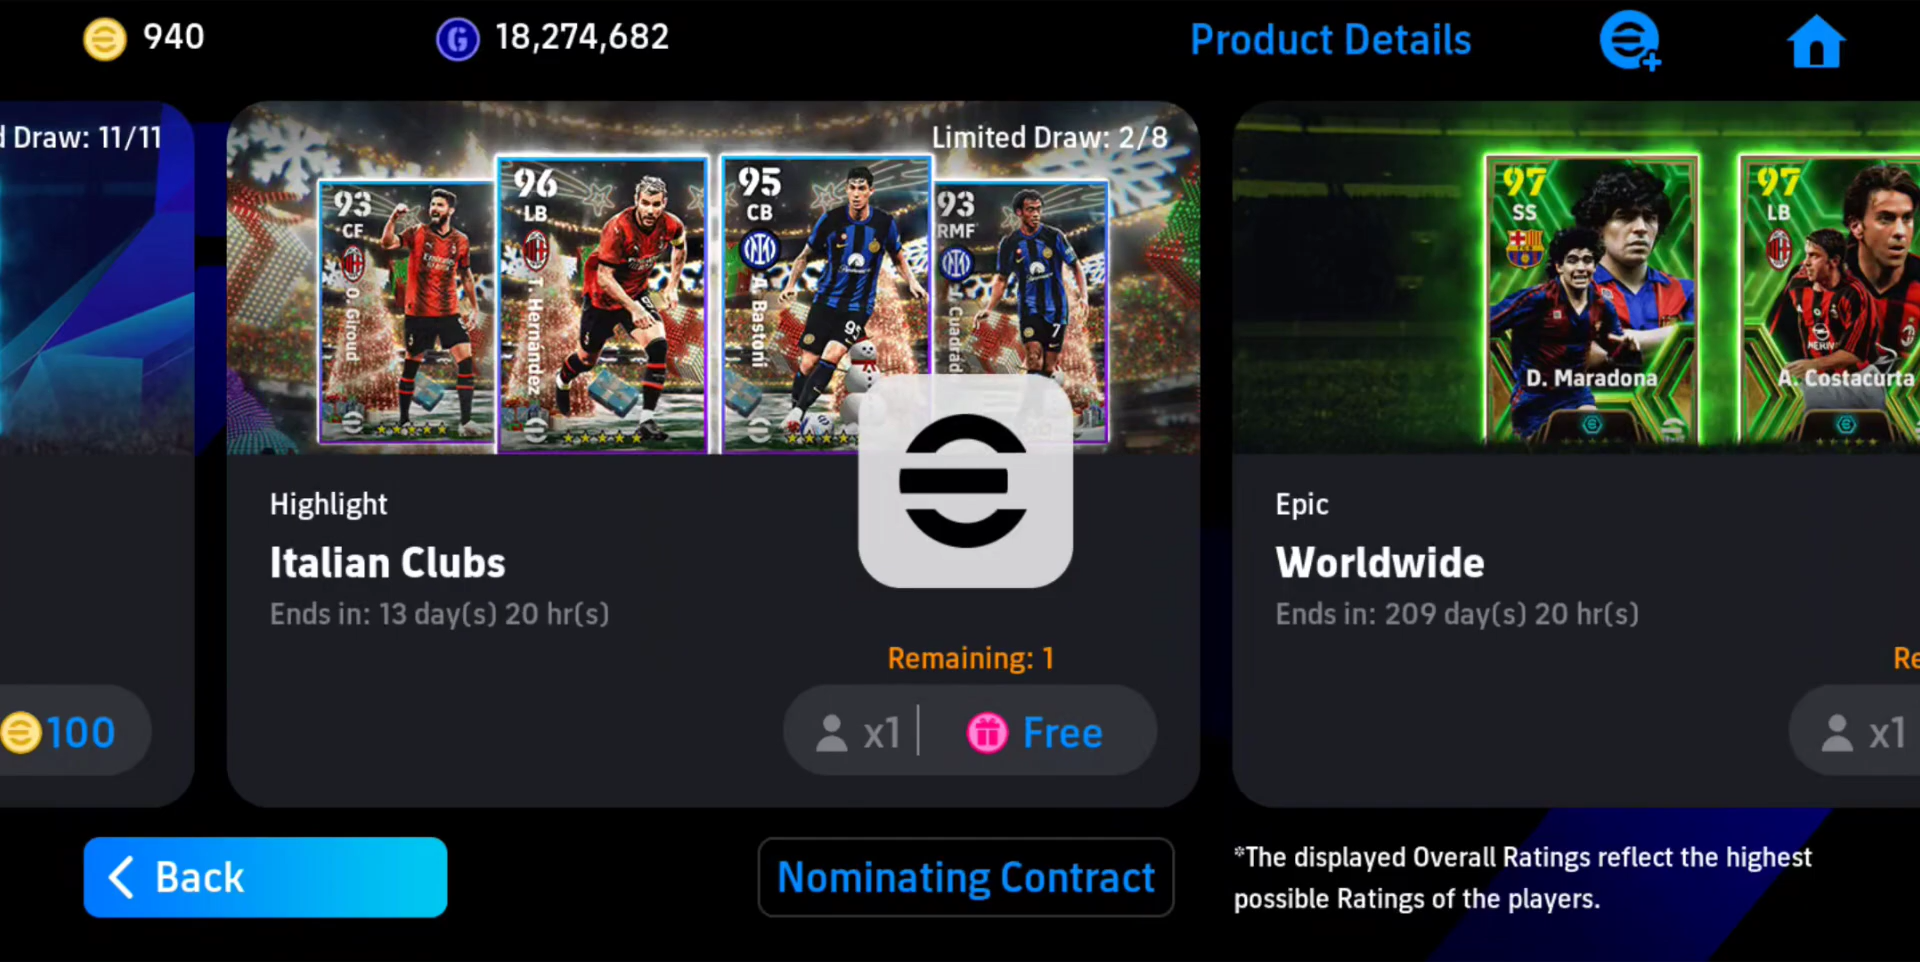 940
18,274,682
Product Details
d Draw: 11/11
Limited Draw: 2/8
93
CF
O. Giroud
96
LB
T. Hernández
95
CB
A. Bastoni
93
RMF
J. Cuadrad
7
97
SS
D. Maradona
97
LB
A. Costacurta
Highlight
Italian Clubs
Ends in: 13 day(s) 20 hr(s)
Remaining: 1
x1
Free
Epic
Worldwide
Ends in: 209 day(s) 20 hr(s)
Re
x1
100
Back
Nominating Contract
*The displayed Overall Ratings reflect the highest
possible Ratings of the players.